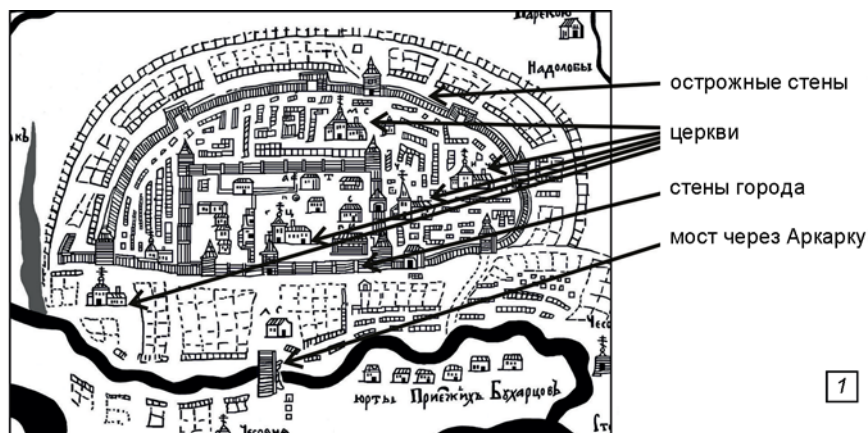 Надолобы
острожные стены
церкви
стены города
мост через Аркарку
юрты Приезжихъ Бухарцовъ
1